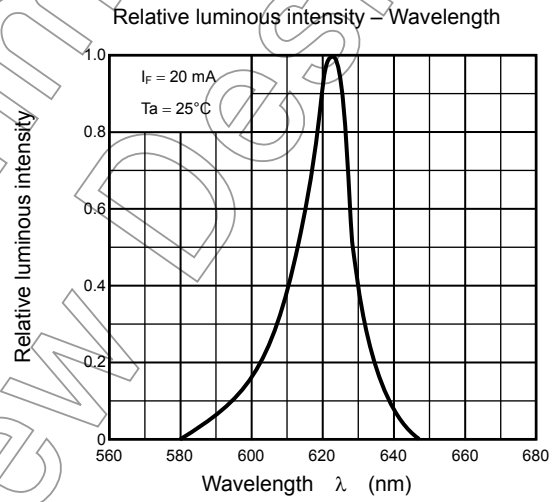 Relative luminous intensity – Wavelength
Relative luminous intensity
1.0
0.8
0.6
0.4
0.2
0
IF = 20 mA
Ta = 25°C
560 580 600 620 640 660 680
Wavelength λ (nm)